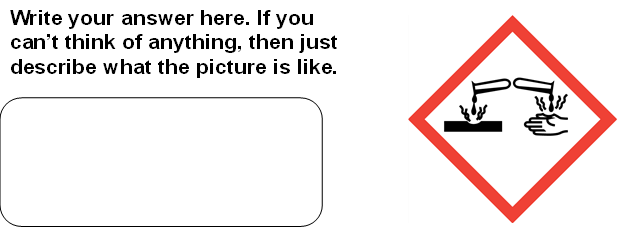 Write your answer here. If you
can't think of anything, then just
describe what the picture is like.